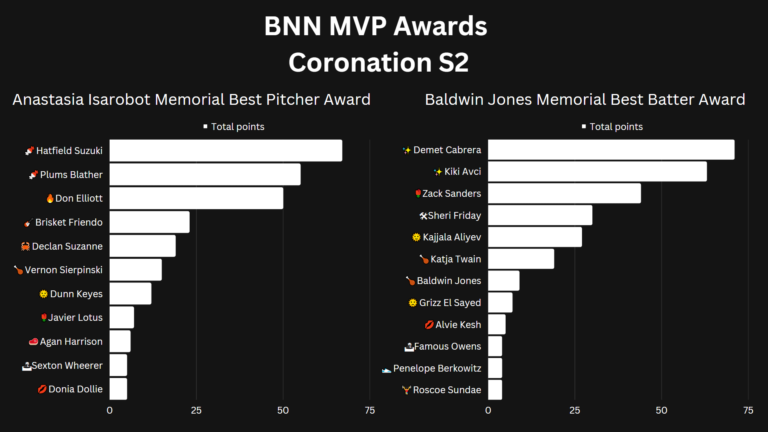 BNN MVP Awards
Coronation S2
Anastasia Isarobot Memorial Best Pitcher Award
Total points
Hatfield Suzuki
Plums Blather
Don Elliott
Brisket Friendo
Declan Suzanne
Vernon Sierpinski
Dunn Keyes
Javier Lotus
Agan Harrison
Sexton Wheerer
Donia Dollie
0 25 50 75
Baldwin Jones Memorial Best Batter Award
Total points
Demet Cabrera
Kiki Avci
Zack Sanders
Sheri Friday
Kajjala Aliyev
Katja Twain
Baldwin Jones
Grizz El Sayed
Alvie Kesh
Famous Owens
Penelope Berkowitz
Roscoe Sundae
0 25 50 75